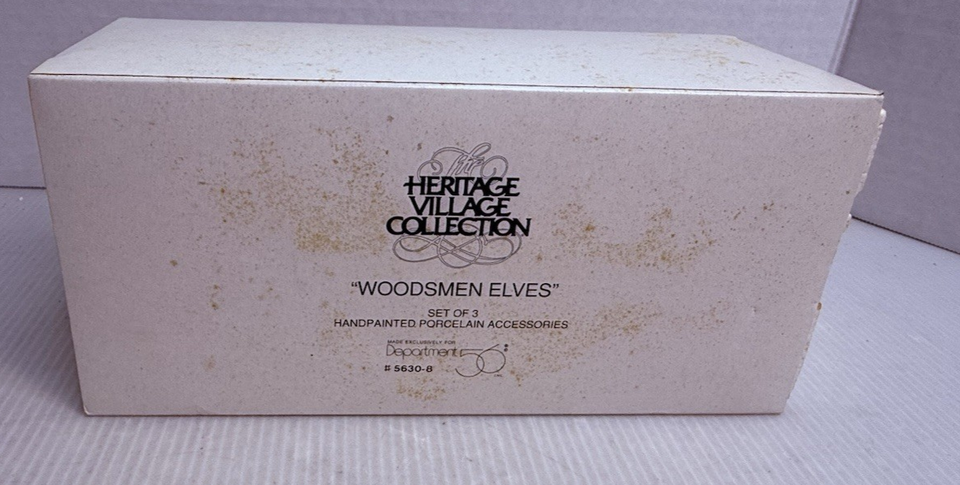 The
HERITAGE
VILLAGE
COLLECTION
"WOODSMEN ELVES"
SET OF 3
HANDPAINTED PORCELAIN ACCESSORIES
MADE EXCLUSIVELY FOR
Department 56
# 5630-8